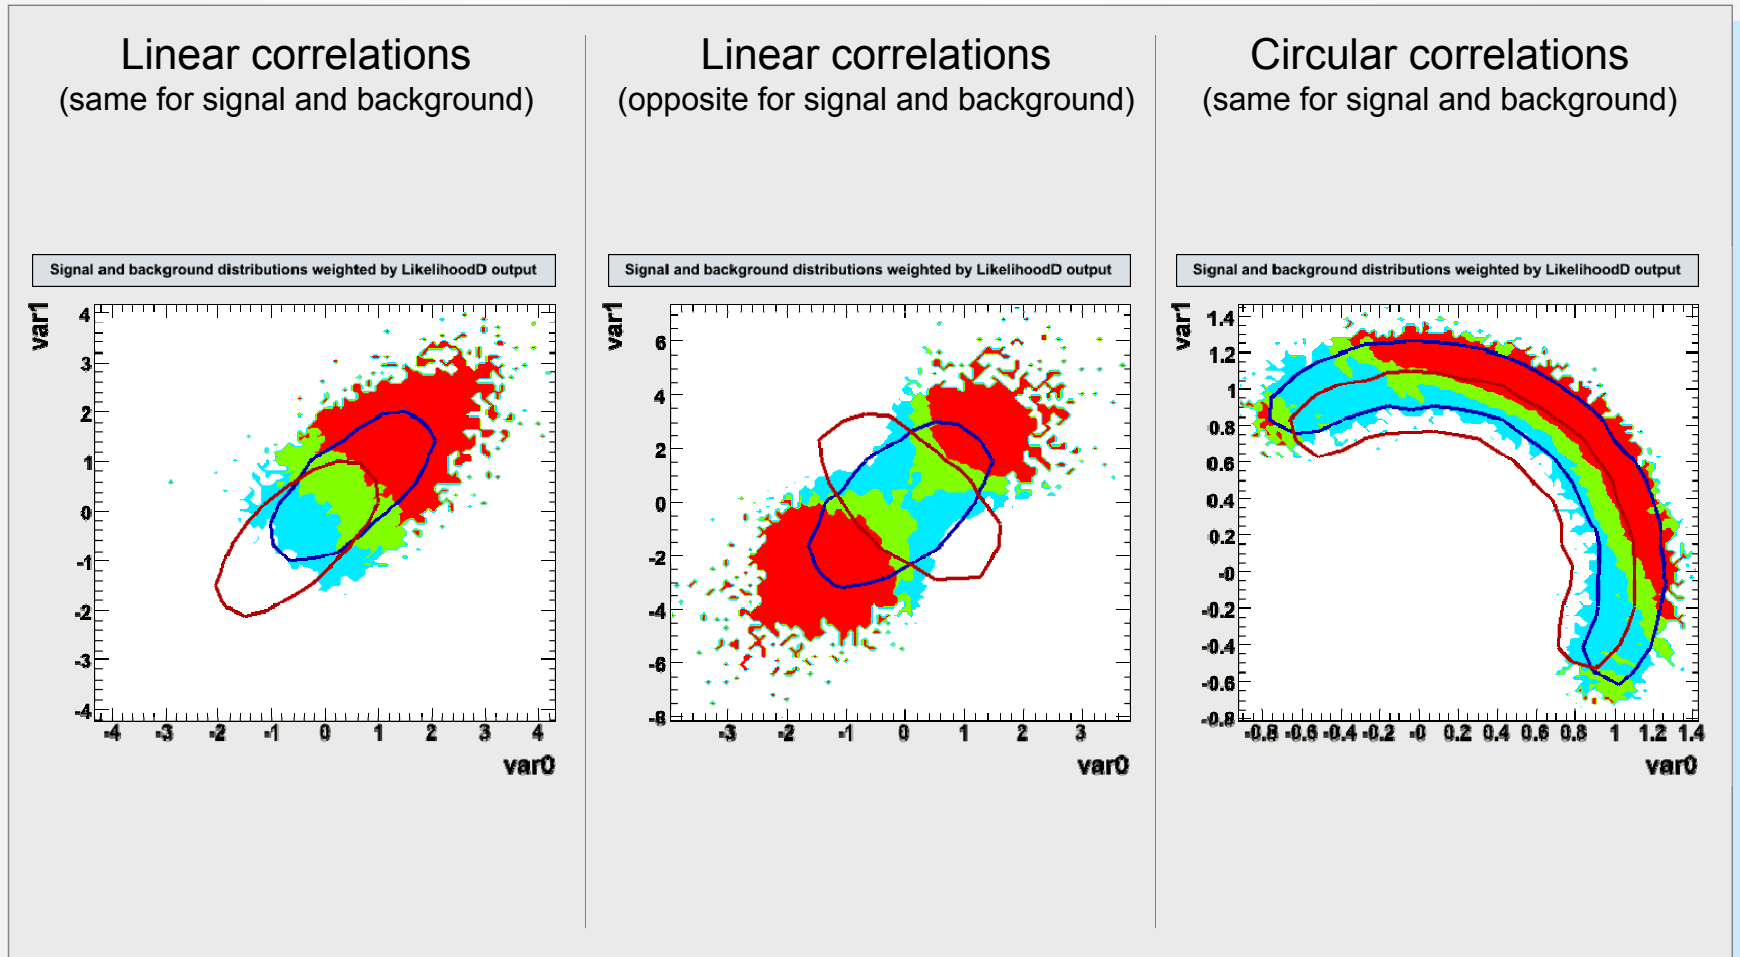 Linear correlations
(same for signal and background)
Signal and background distributions weighted by LikelihoodD output
var1
4
3
2
1
0
-1
-2
-3
-4
-4 -3 -2 -1 0 1 2 3 4
var0
Linear correlations
(opposite for signal and background)
Signal and background distributions weighted by LikelihoodD output
var1
6
4
2
0
-2
-4
-6
-8
-3 -2 -1 0 1 2 3
var0
Circular correlations
(same for signal and background)
Signal and background distributions weighted by LikelihoodD output
var1
1.4
1.2
1
0.8
0.6
0.4
0.2
-0
-0.2
-0.4
-0.6
-0.8
-0.8 -0.6 -0.4 -0.2 -0 0.2 0.4 0.6 0.8 1 1.2 1.4
var0